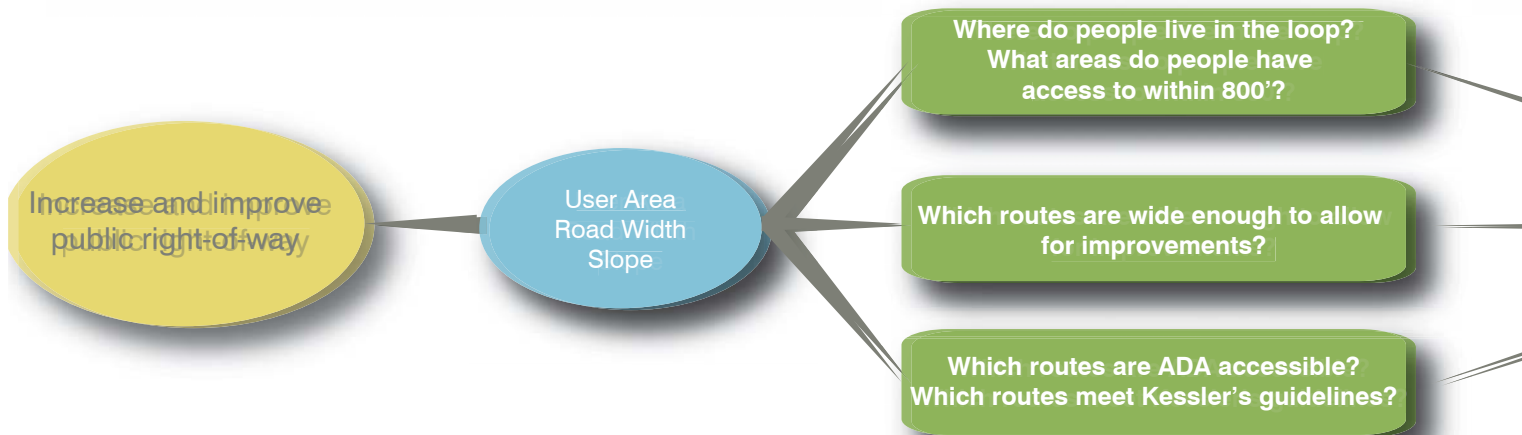 Increase and improve
public right-of-way
User Area
Road Width
Slope
Where do people live in the loop?
What areas do people have
access to within 800’?
Which routes are wide enough to allow
for improvements?
Which routes are ADA accessible?
Which routes meet Kessler’s guidelines?